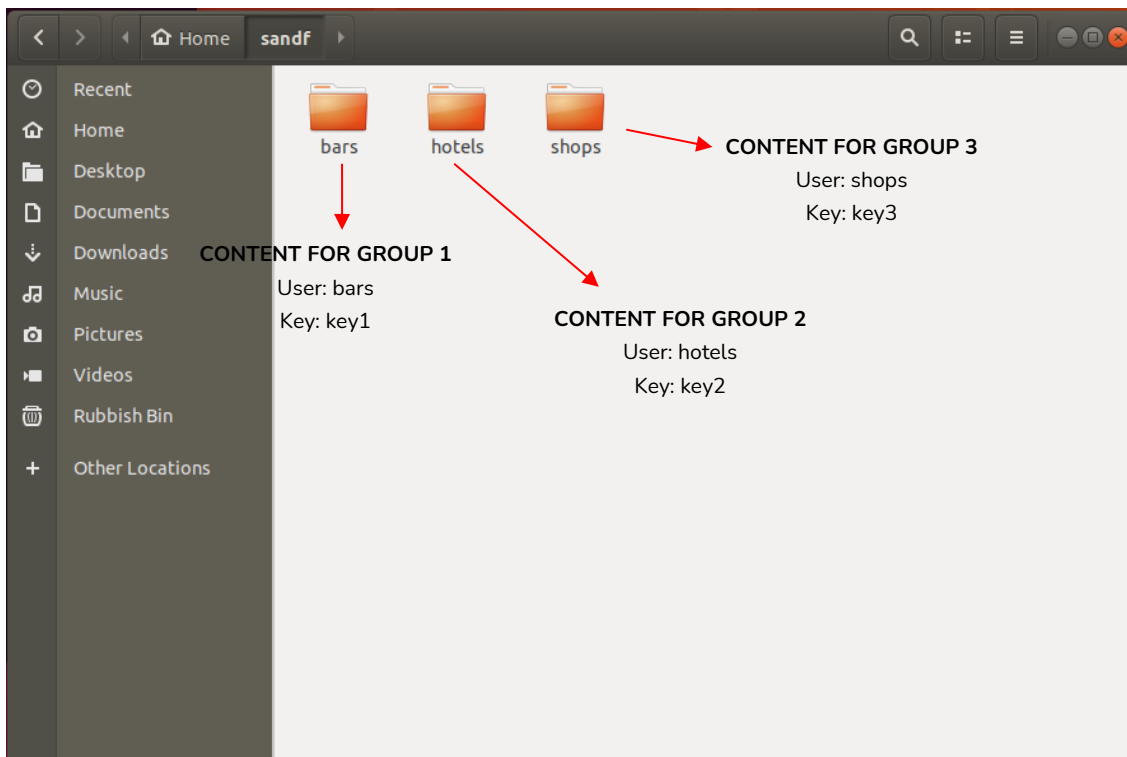 Home sandf
Recent
Home
Desktop
Documents
Downloads
Music
Pictures
Videos
Rubbish Bin
Other Locations
bars hotels shops
CONTENT FOR GROUP 3
User: shops
Key: key3
CONTENT FOR GROUP 1
User: bars
Key: key1
CONTENT FOR GROUP 2
User: hotels
Key: key2